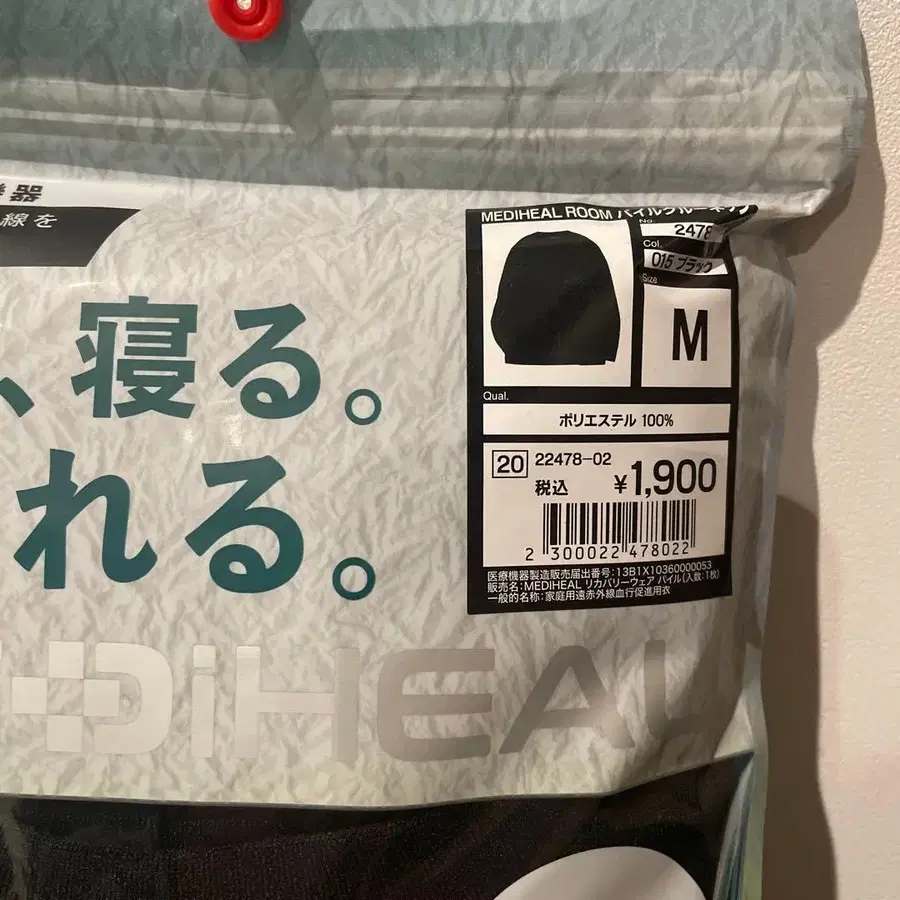 器
線を
、寝る。
れる。
MEDIHEAL ROOM パイルクルーネック
No.
2478
Col.
015 ブラック
Size
M
Qual.
ポリエステル 100%
20 22478-02
税込 ¥1,900
2 300022 478022
医療機器製造販売届出番号:13B1X10360000053
販売名:MEDIHEAL リカバリーウェア パイル(入数:1枚)
一般的名称:家庭用遠赤外線血行促進用衣
DiHEAL